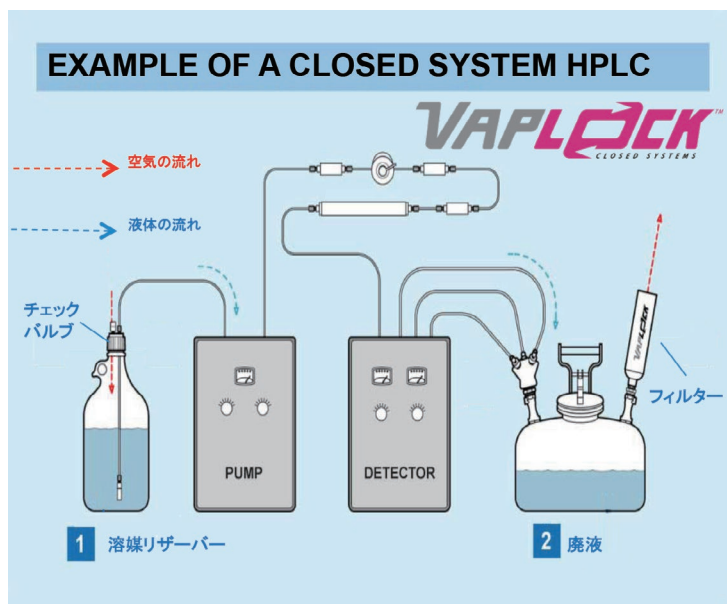 EXAMPLE OF A CLOSED SYSTEM HPLC
VAPLOCK™
CLOSED SYSTEMS
空気の流れ
液体の流れ
チェック
バルブ
VAPLOCK
フィルター
PUMP
DETECTOR
1 溶媒リザーバー
2 廃液